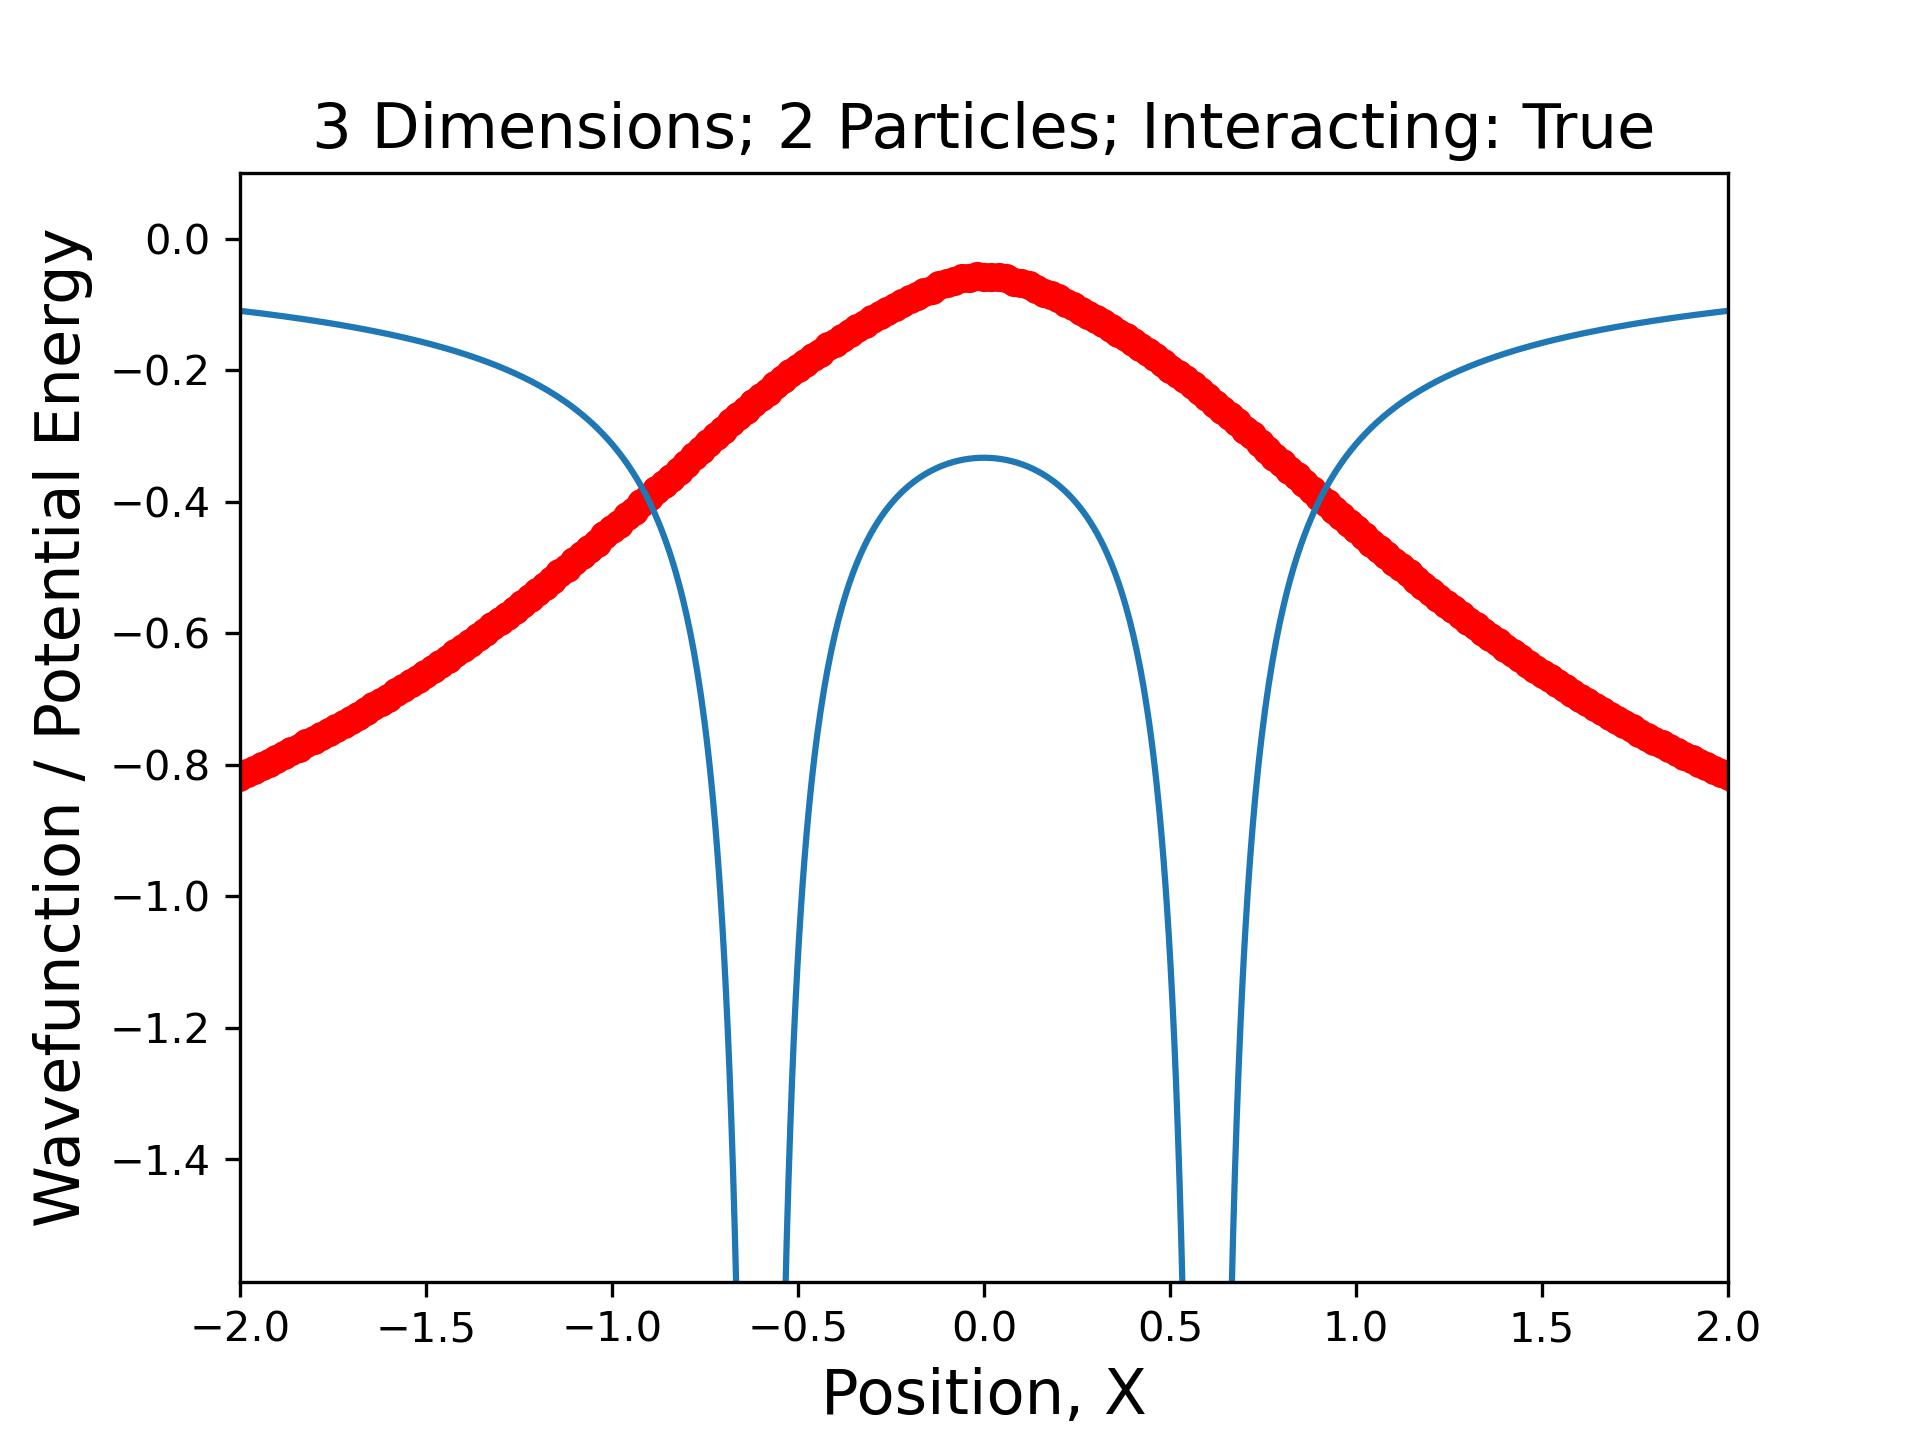 3 Dimensions; 2 Particles; Interacting: True
Wavefunction / Potential Energy
0.0
−0.2
−0.4
−0.6
−0.8
−1.0
−1.2
−1.4
−2.0 −1.5 −1.0 −0.5 0.0 0.5 1.0 1.5 2.0
Position, X